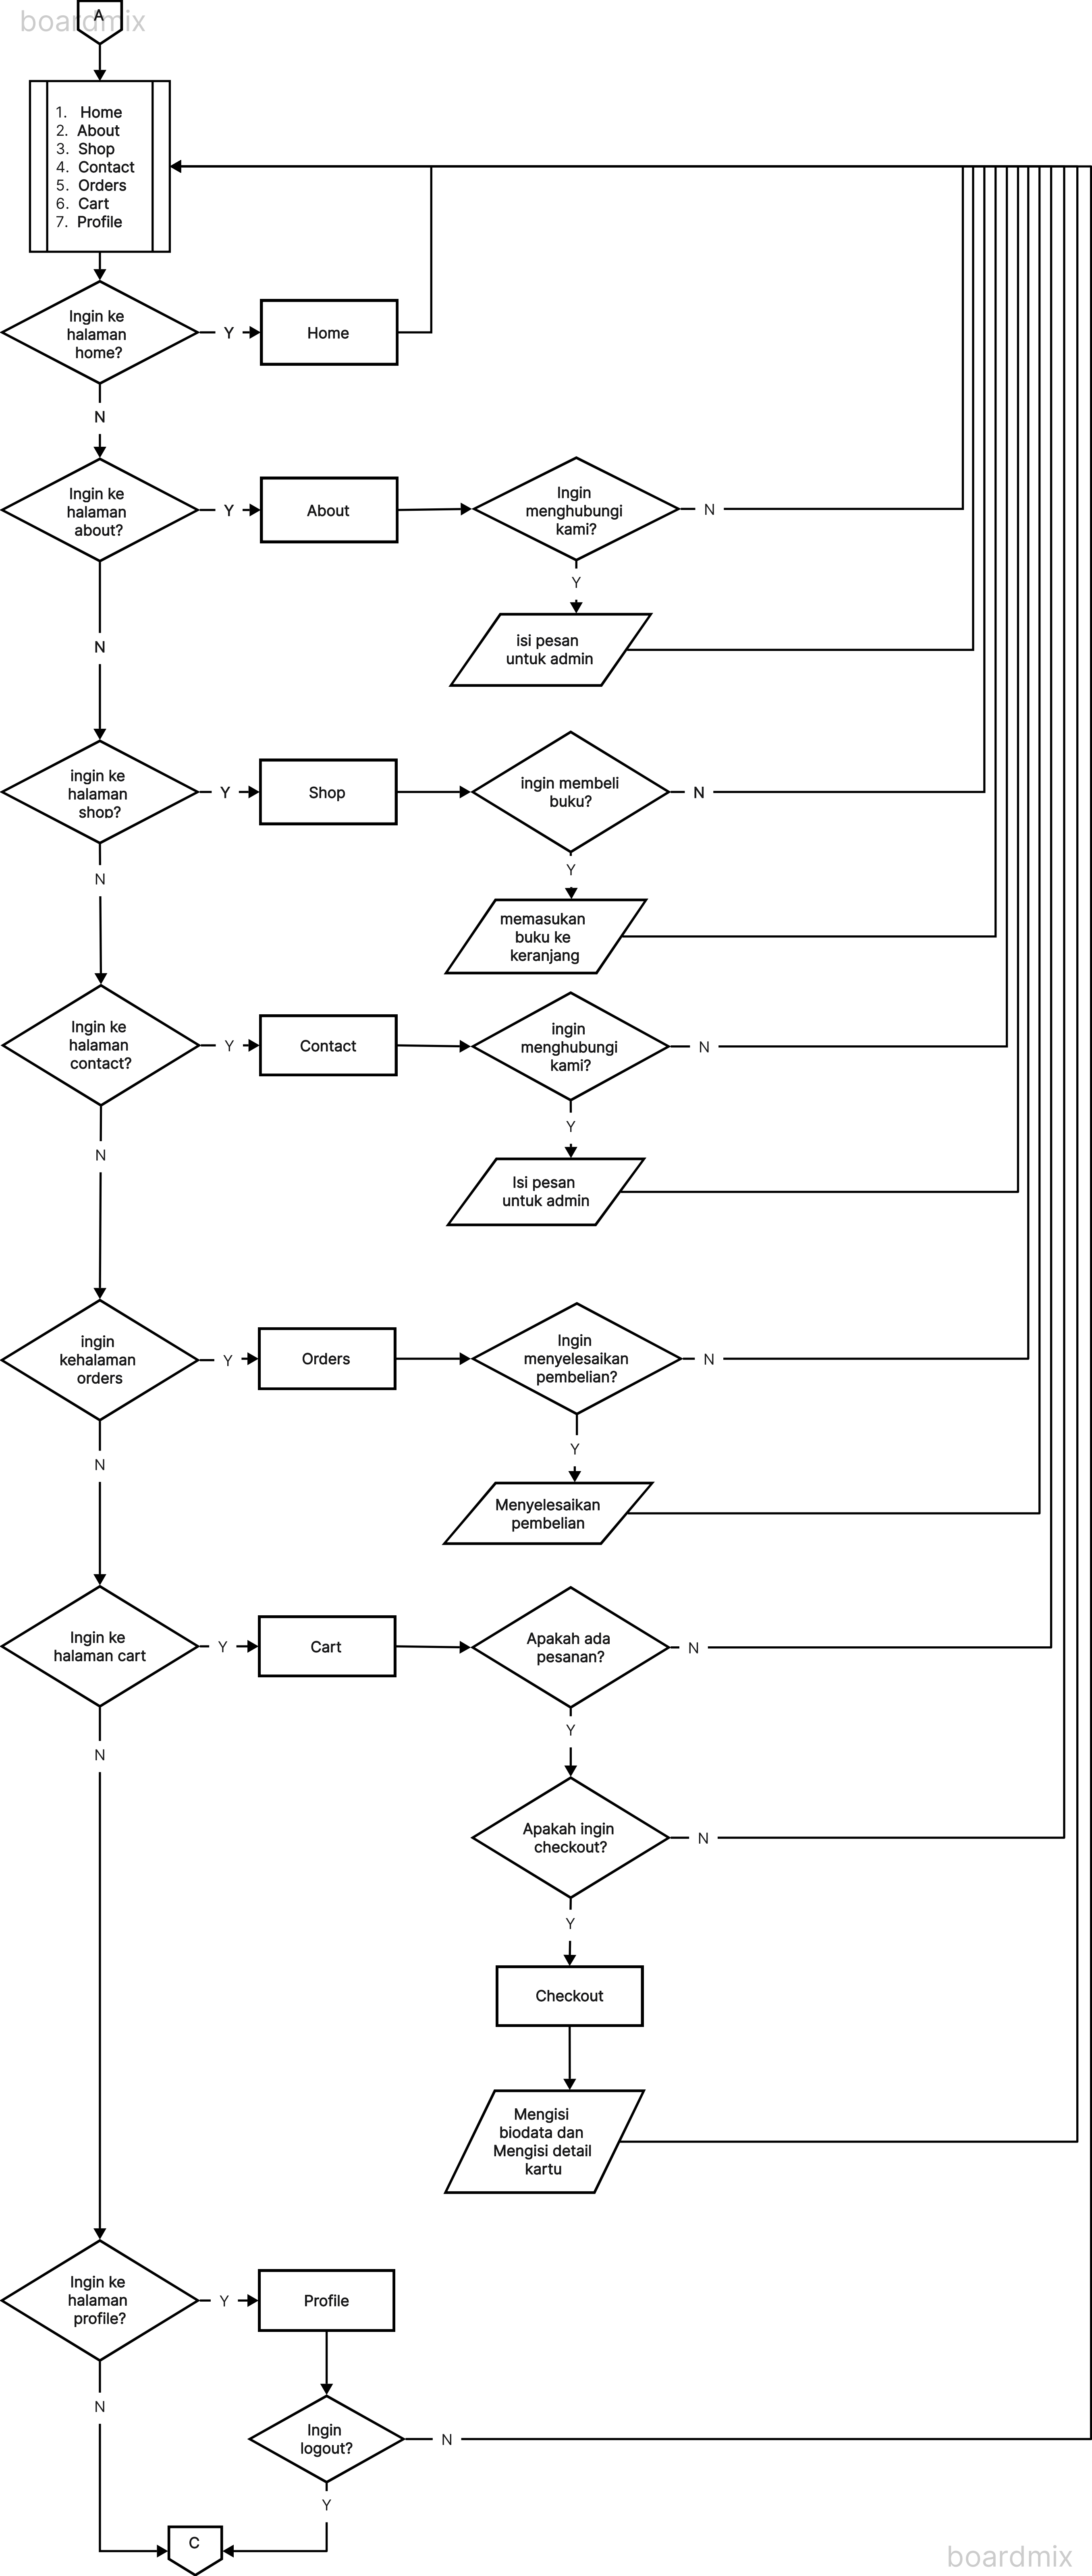 boardmix
A
1. Home
2. About
3. Shop
4. Contact
5. Orders
6. Cart
7. Profile
Ingin ke
halaman
home?
Y
Home
N
Ingin ke
halaman
about?
Y
About
Ingin
menghubungi
kami?
N
Y
isi pesan
untuk admin
N
ingin ke
halaman
shop?
Y
Shop
ingin membeli
buku?
N
Y
N
memasukan
buku ke
keranjang
Ingin ke
halaman
contact?
Y
Contact
ingin
menghubungi
kami?
N
Y
N
Isi pesan
untuk admin
ingin
kehalaman
orders
Y
Orders
Ingin
menyelesaikan
pembelian?
N
Y
N
Menyelesaikan
pembelian
Ingin ke
halaman cart
Y
Cart
Apakah ada
pesanan?
N
Y
N
Apakah ingin
checkout?
N
Y
Checkout
Mengisi
biodata dan
Mengisi detail
kartu
Ingin ke
halaman
profile?
Y
Profile
N
Ingin
logout?
N
Y
C
boardmix